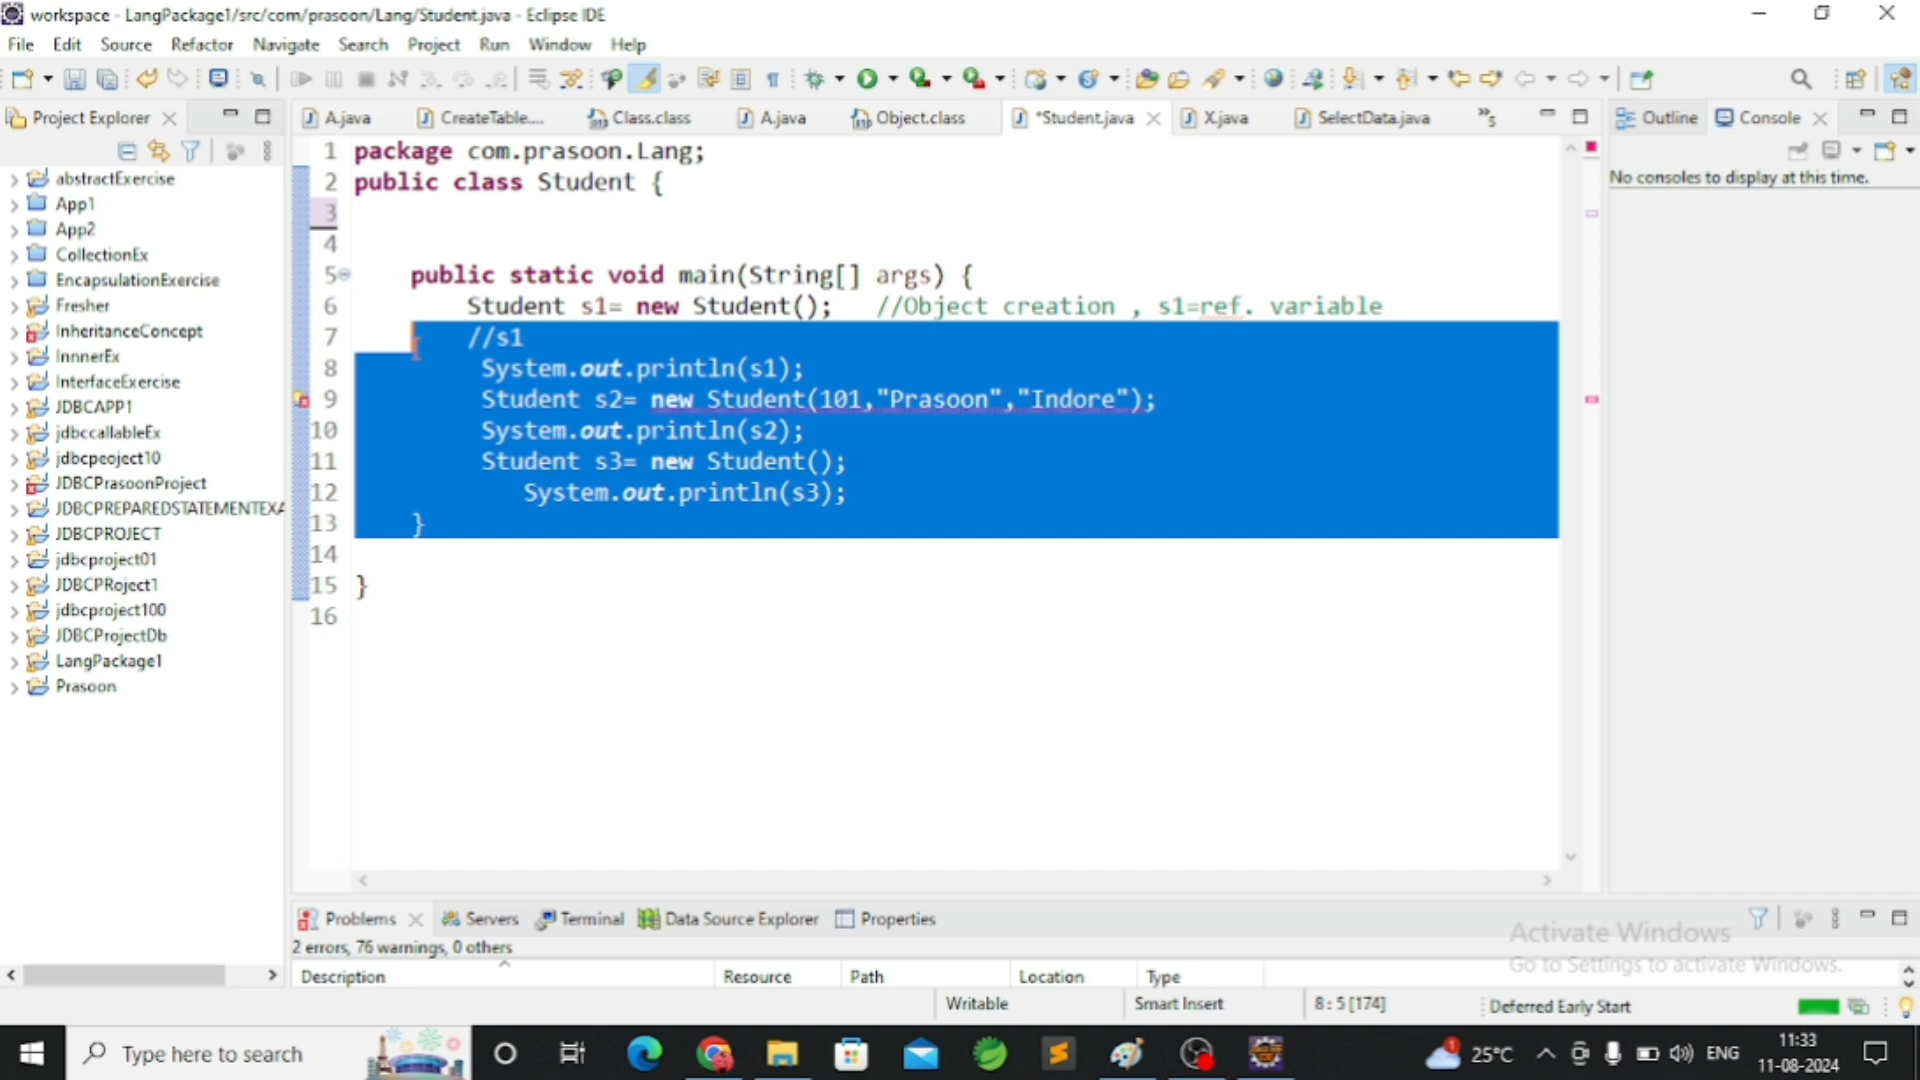 workspace - LangPackage1/src/com/prasoon/Lang/Student.java - Eclipse IDE
File Edit Source Refactor Navigate Search Project Run Window Help
Project Explorer
A.java CreateTable.... Class.class A.java Object.class *Student.java X.java SelectData.java »5
Outline Console
No consoles to display at this time.
abstractExercise
App1
App2
CollectionEx
EncapsulationExercise
Fresher
InheritanceConcept
InnnerEx
InterfaceExercise
JDBCAPP1
jdbccallableEx
jdbcpeoject10
JDBCPrasoonProject
JDBCPREPAREDSTATEMENTEXA
JDBCPROJECT
jdbcproject01
JDBCPRoject1
jdbcproject100
JDBCProjectDb
LangPackage1
Prasoon
1 package com.prasoon.Lang;
2 public class Student {
3
4
5 public static void main(String[] args) {
6 Student s1= new Student(); //Object creation , s1=ref. variable
7 //s1
8 System.out.println(s1);
9 Student s2= new Student(101,"Prasoon","Indore");
10 System.out.println(s2);
11 Student s3= new Student();
12 System.out.println(s3);
13 }
14
15 }
16
Problems Servers Terminal Data Source Explorer Properties
2 errors, 76 warnings, 0 others
Description Resource Path Location Type
Activate Windows
Go to Settings to activate Windows.
Writable Smart Insert 8 : 5 [174] Deferred Early Start
Type here to search
1 25°C ENG
11:33
11-08-2024